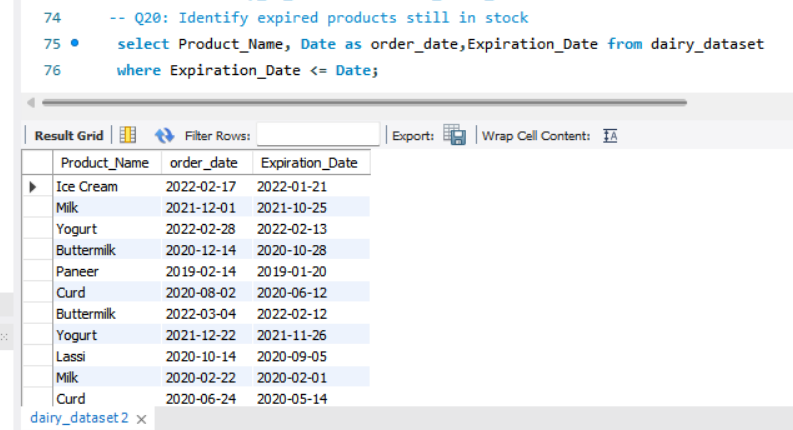 74 -- Q20: Identify expired products still in stock
75 select Product_Name, Date as order_date,Expiration_Date from dairy_dataset
76 where Expiration_Date <= Date;
Result Grid Filter Rows: Export: Wrap Cell Content:
Product_Name order_date Expiration_Date
Ice Cream 2022-02-17 2022-01-21
Milk 2021-12-01 2021-10-25
Yogurt 2022-02-28 2022-02-13
Buttermilk 2020-12-14 2020-10-28
Paneer 2019-02-14 2019-01-20
Curd 2020-08-02 2020-06-12
Buttermilk 2022-03-04 2022-02-12
Yogurt 2021-12-22 2021-11-26
Lassi 2020-10-14 2020-09-05
Milk 2020-02-22 2020-02-01
Curd 2020-06-24 2020-05-14
dairy_dataset 2